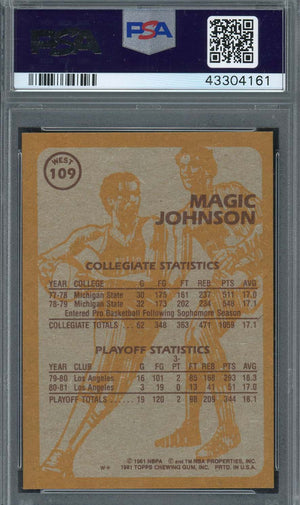 PSA
PSA
43304161
WEST
109
MAGIC
JOHNSON
COLLEGIATE STATISTICS
YEAR COLLEGE G FG FT REB PTS AVG
77-78 Michigan State 30 175 161 237 511 17.0
78-79 Michigan State 32 173 202 234 548 17.1
Entered Pro Basketball Following Sophomore Season
COLLEGIATE TOTALS . . . 62 348 363 471 1059 17.1
PLAYOFF STATISTICS
3-
YEAR CLUB G FG PT FT REB PTS AVG
79-80 Los Angeles 16 101 2 85 168 293 18.3
80-81 Los Angeles 3 19 0 13 41 51 17.0
PLAYOFF TOTALS . . . 19 120 2 98 209 344 18.1
© 1981 NBPA © and ™ NBA PROPERTIES, INC.
1981 TOPPS CHEWING GUM, INC. PRTD. IN U.S.A.